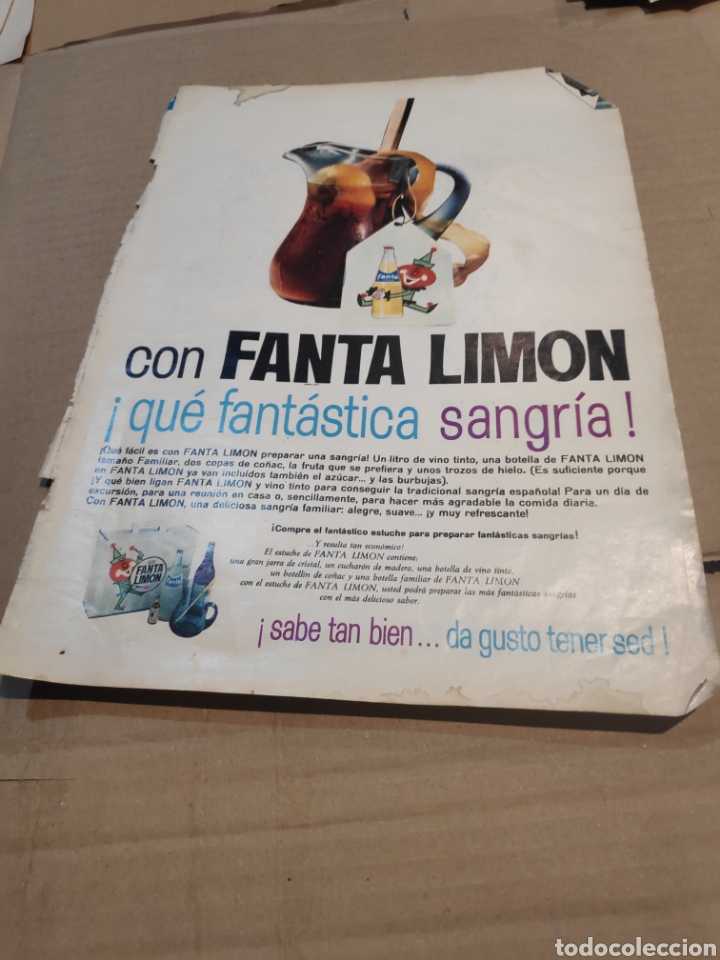 fanta
con FANTA LIMON
¡qué fantástica sangría!
¡Qué fácil es con FANTA LIMON preparar una sangría! Un litro de vino tinto, una botella de FANTA LIMON
tamaño Familiar, dos copas de coñac, la fruta que se prefiera y unos trozos de hielo. (Es suficiente porque
en FANTA LIMON ya van incluidos también el azúcar... y las burbujas).
¡Y qué bien ligan FANTA LIMON y vino tinto para conseguir la tradicional sangría española! Para un día de
excursión, para una reunión en casa o, sencillamente, para hacer más agradable la comida diaria.
Con FANTA LIMON, una deliciosa sangría familiar: alegre, suave... ¡y muy refrescante!
¡Compre el fantástico estuche para preparar fantásticas sangrías!
...Y resulta tan económico!
El estuche de FANTA LIMON contiene:
una gran jarra de cristal, un cucharón de madera, una botella de vino tinto,
un botellín de coñac y una botella familiar de FANTA LIMON
con el estuche de FANTA LIMON, usted podrá preparar las más fantásticas sangrías
con el más delicioso sabor.
FANTA
LIMON
¡sabe tan bien... da gusto tener sed!
todocoleccion